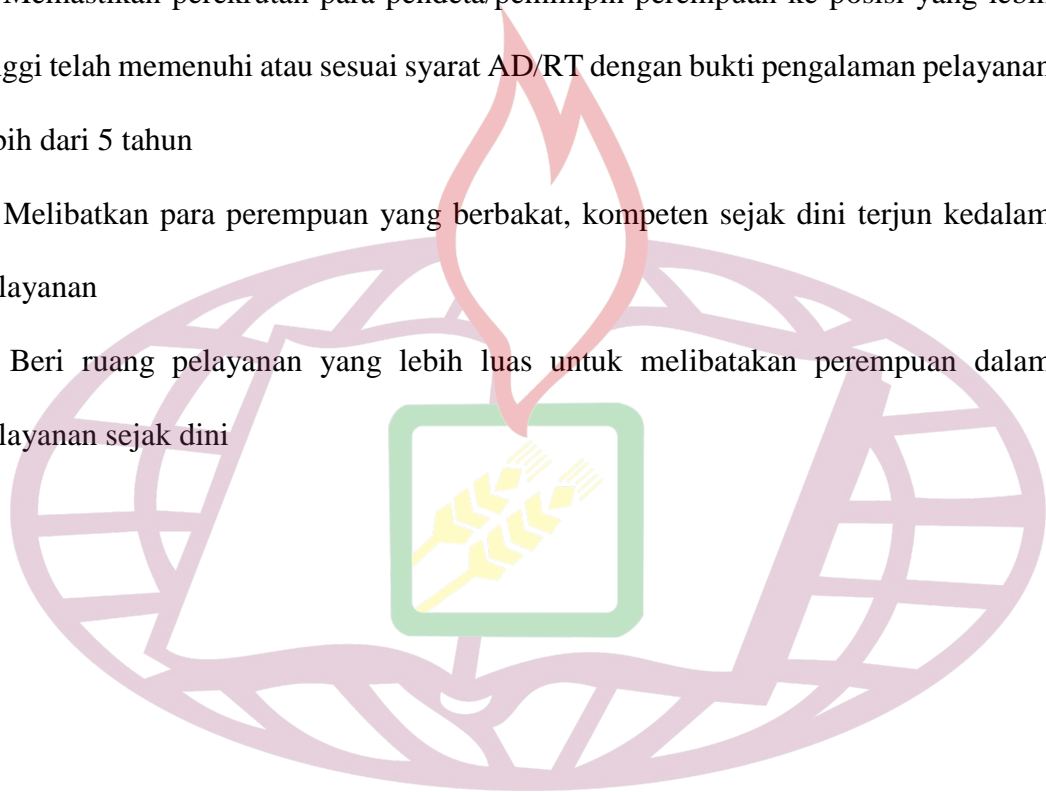 Memastikan perekrutan para pendeta/pemimpin perempuan ke posisi yang lebih
nggi telah memenuhi atau sesuai syarat AD/RT dengan bukti pengalaman pelayanan
bih dari 5 tahun
Melibatkan para perempuan yang berbakat, kompeten sejak dini terjun kedalam
layanan
Beri ruang pelayanan yang lebih luas untuk melibatakan perempuan dalam
layanan sejak dini